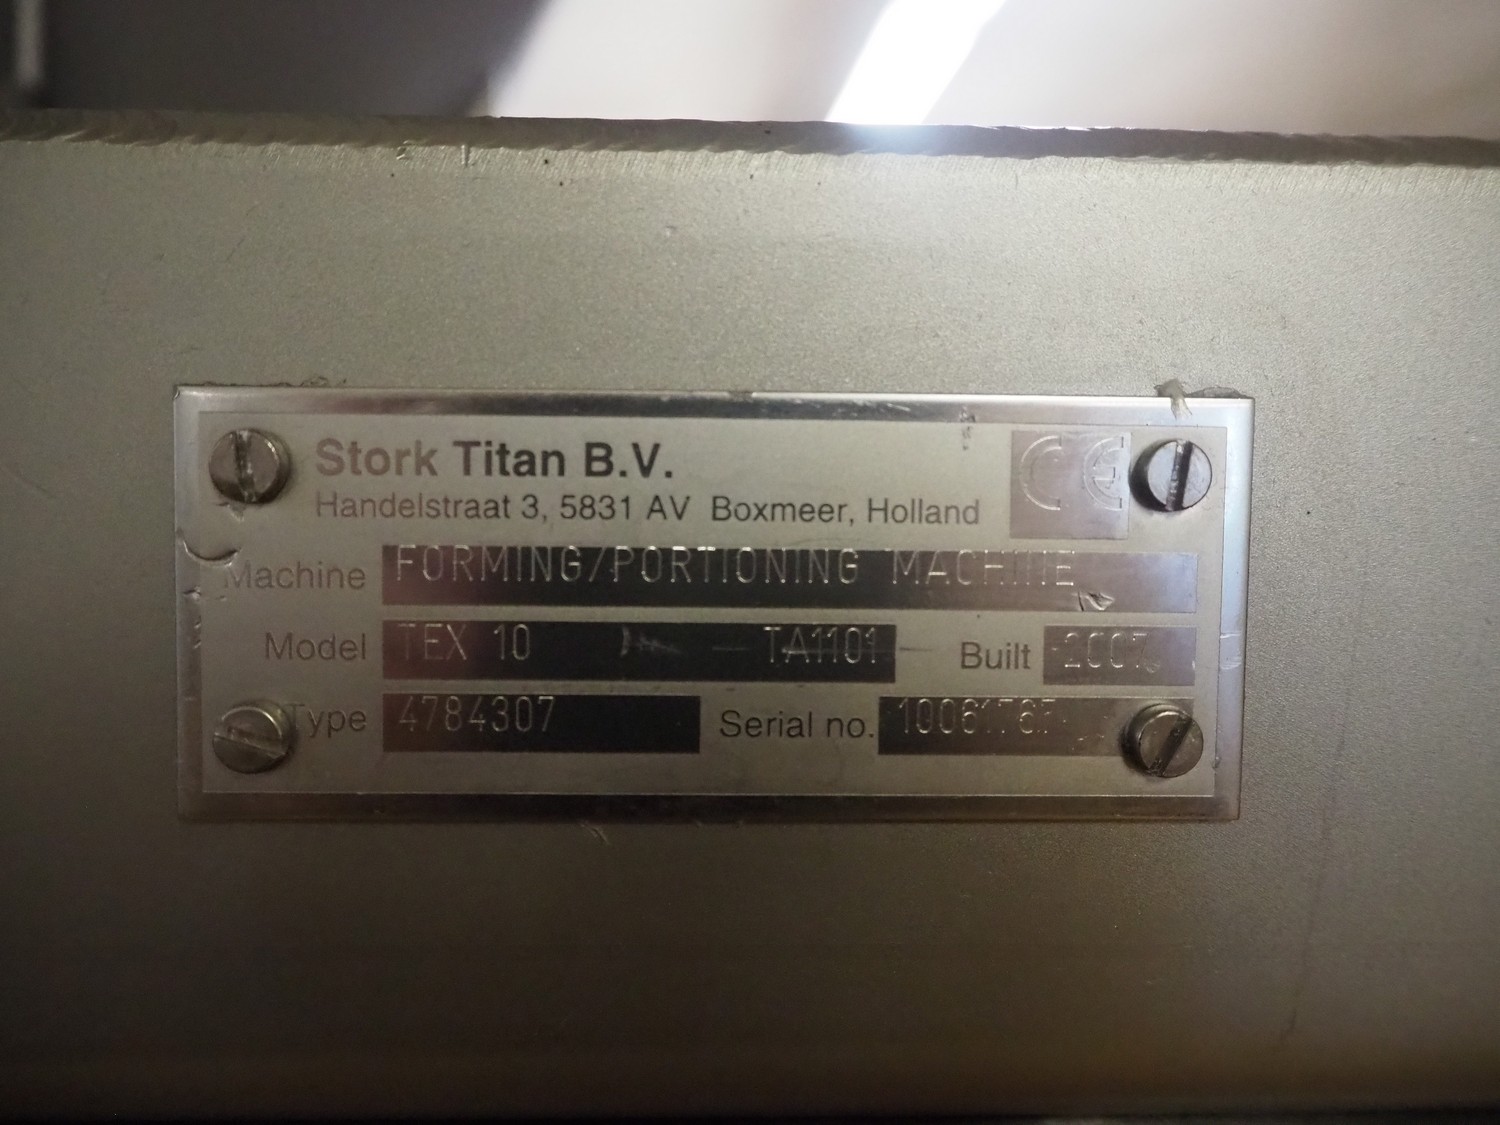 Stork Titan B.V. CE
Handelstraat 3, 5831 AV Boxmeer, Holland
Machine FORMING/PORTIONING MACHINE
Model TEX 10 TA1101 Built
Type 4784307 Serial no.